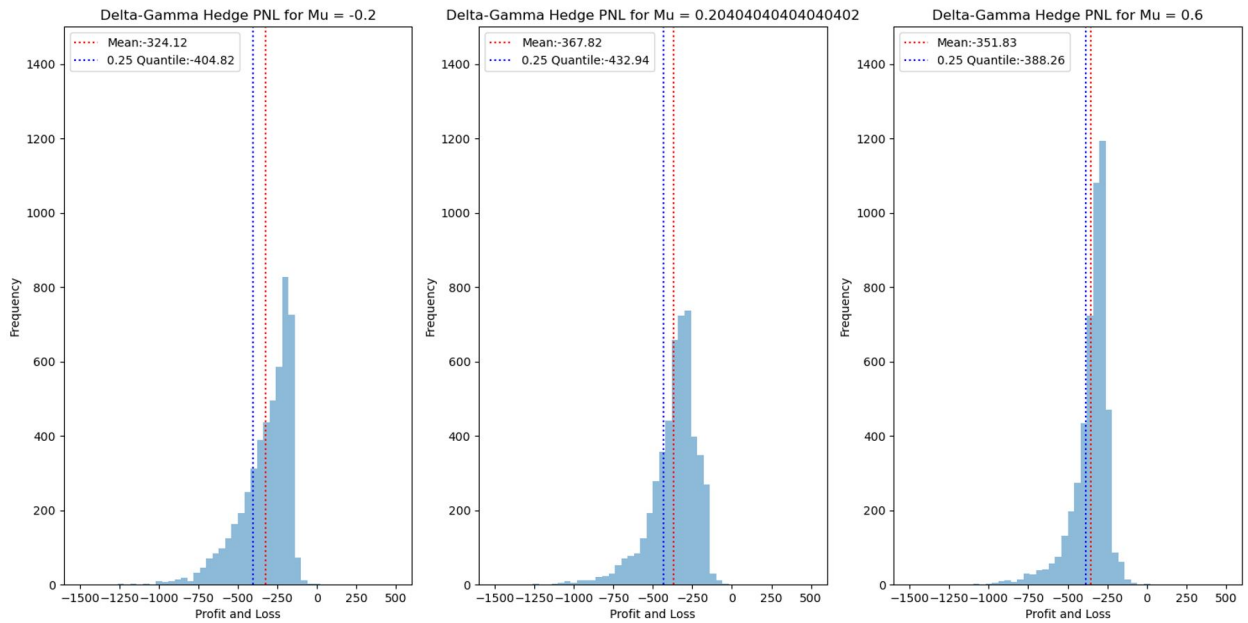 Delta-Gamma Hedge PNL for Mu = -0.2
Mean:-324.12
0.25 Quantile:-404.82
1400
1200
1000
800
600
400
200
0
Frequency
−1500 −1250 −1000 −750 −500 −250 0 250 500
Profit and Loss
Delta-Gamma Hedge PNL for Mu = 0.20404040404040402
Mean:-367.82
0.25 Quantile:-432.94
1400
1200
1000
800
600
400
200
0
Frequency
−1500 −1250 −1000 −750 −500 −250 0 250 500
Profit and Loss
Delta-Gamma Hedge PNL for Mu = 0.6
Mean:-351.83
0.25 Quantile:-388.26
1400
1200
1000
800
600
400
200
0
Frequency
−1500 −1250 −1000 −750 −500 −250 0 250 500
Profit and Loss